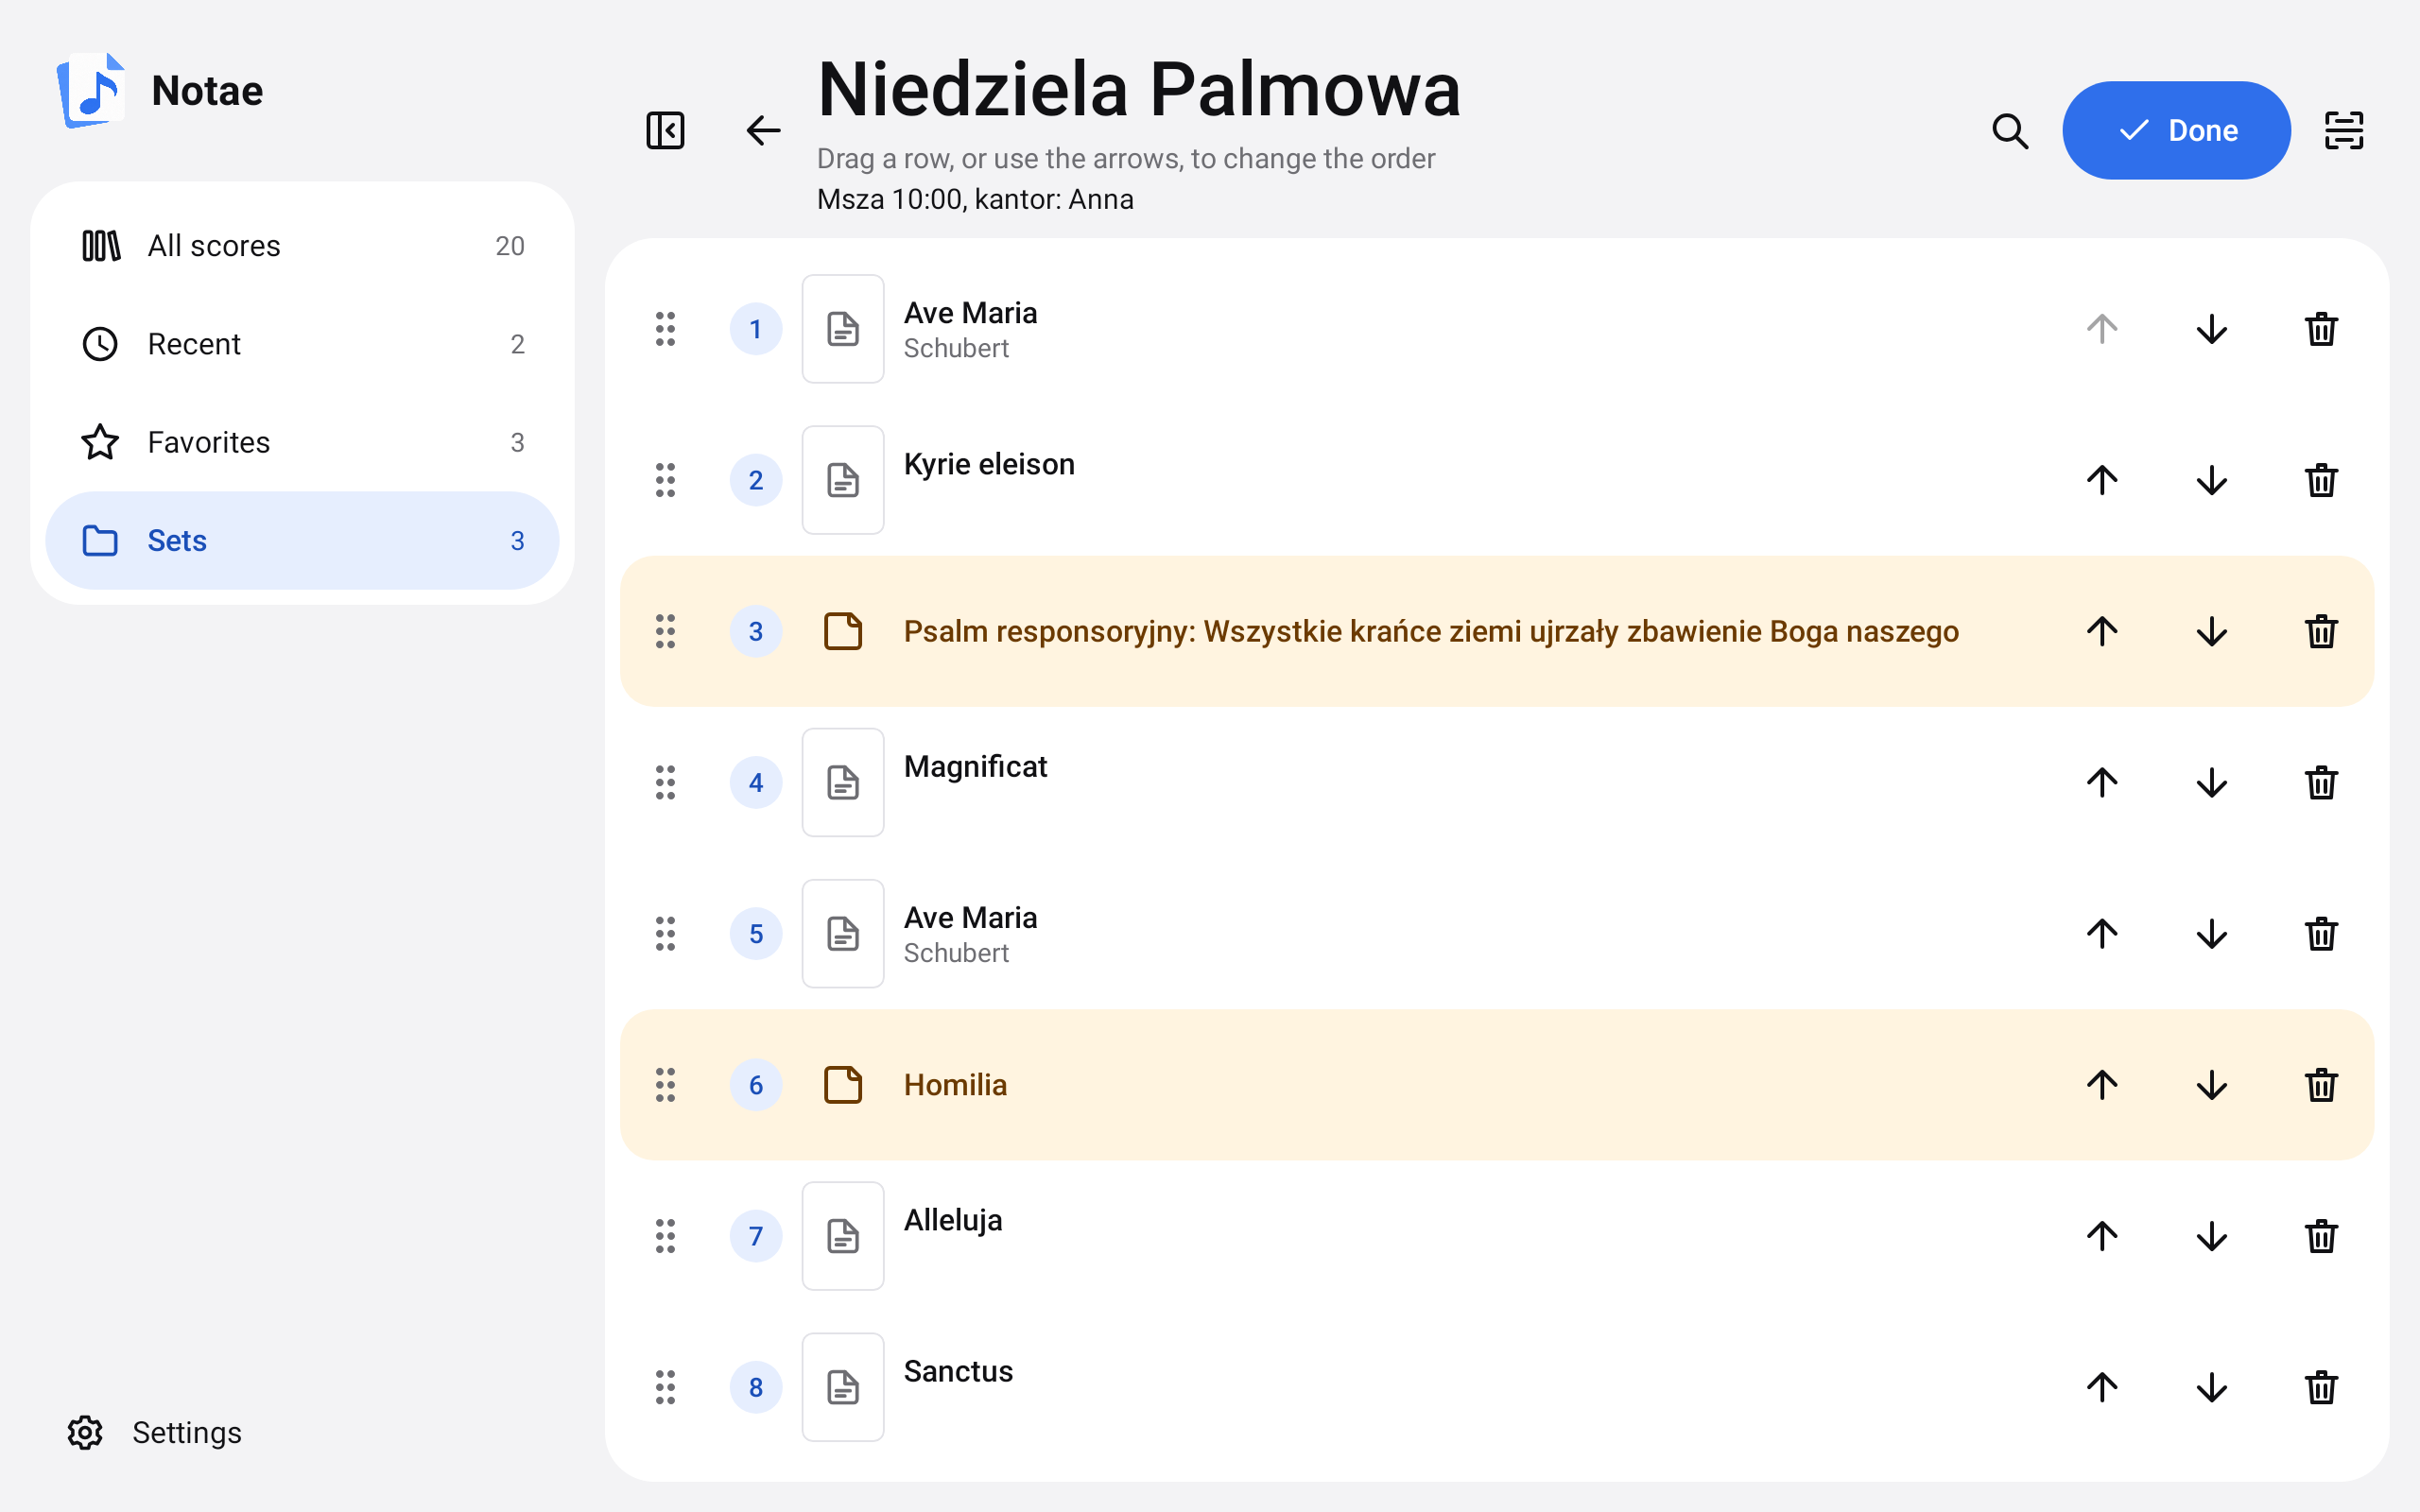 Notae
All scores 20
Recent 2
Favorites 3
Sets 3
Settings
Niedziela Palmowa
Drag a row, or use the arrows, to change the order
Msza 10:00, kantor: Anna
Done
1 Ave Maria
Schubert
2 Kyrie eleison
3 Psalm responsoryjny: Wszystkie krańce ziemi ujrzały zbawienie Boga naszego
4 Magnificat
5 Ave Maria
Schubert
6 Homilia
7 Alleluja
8 Sanctus